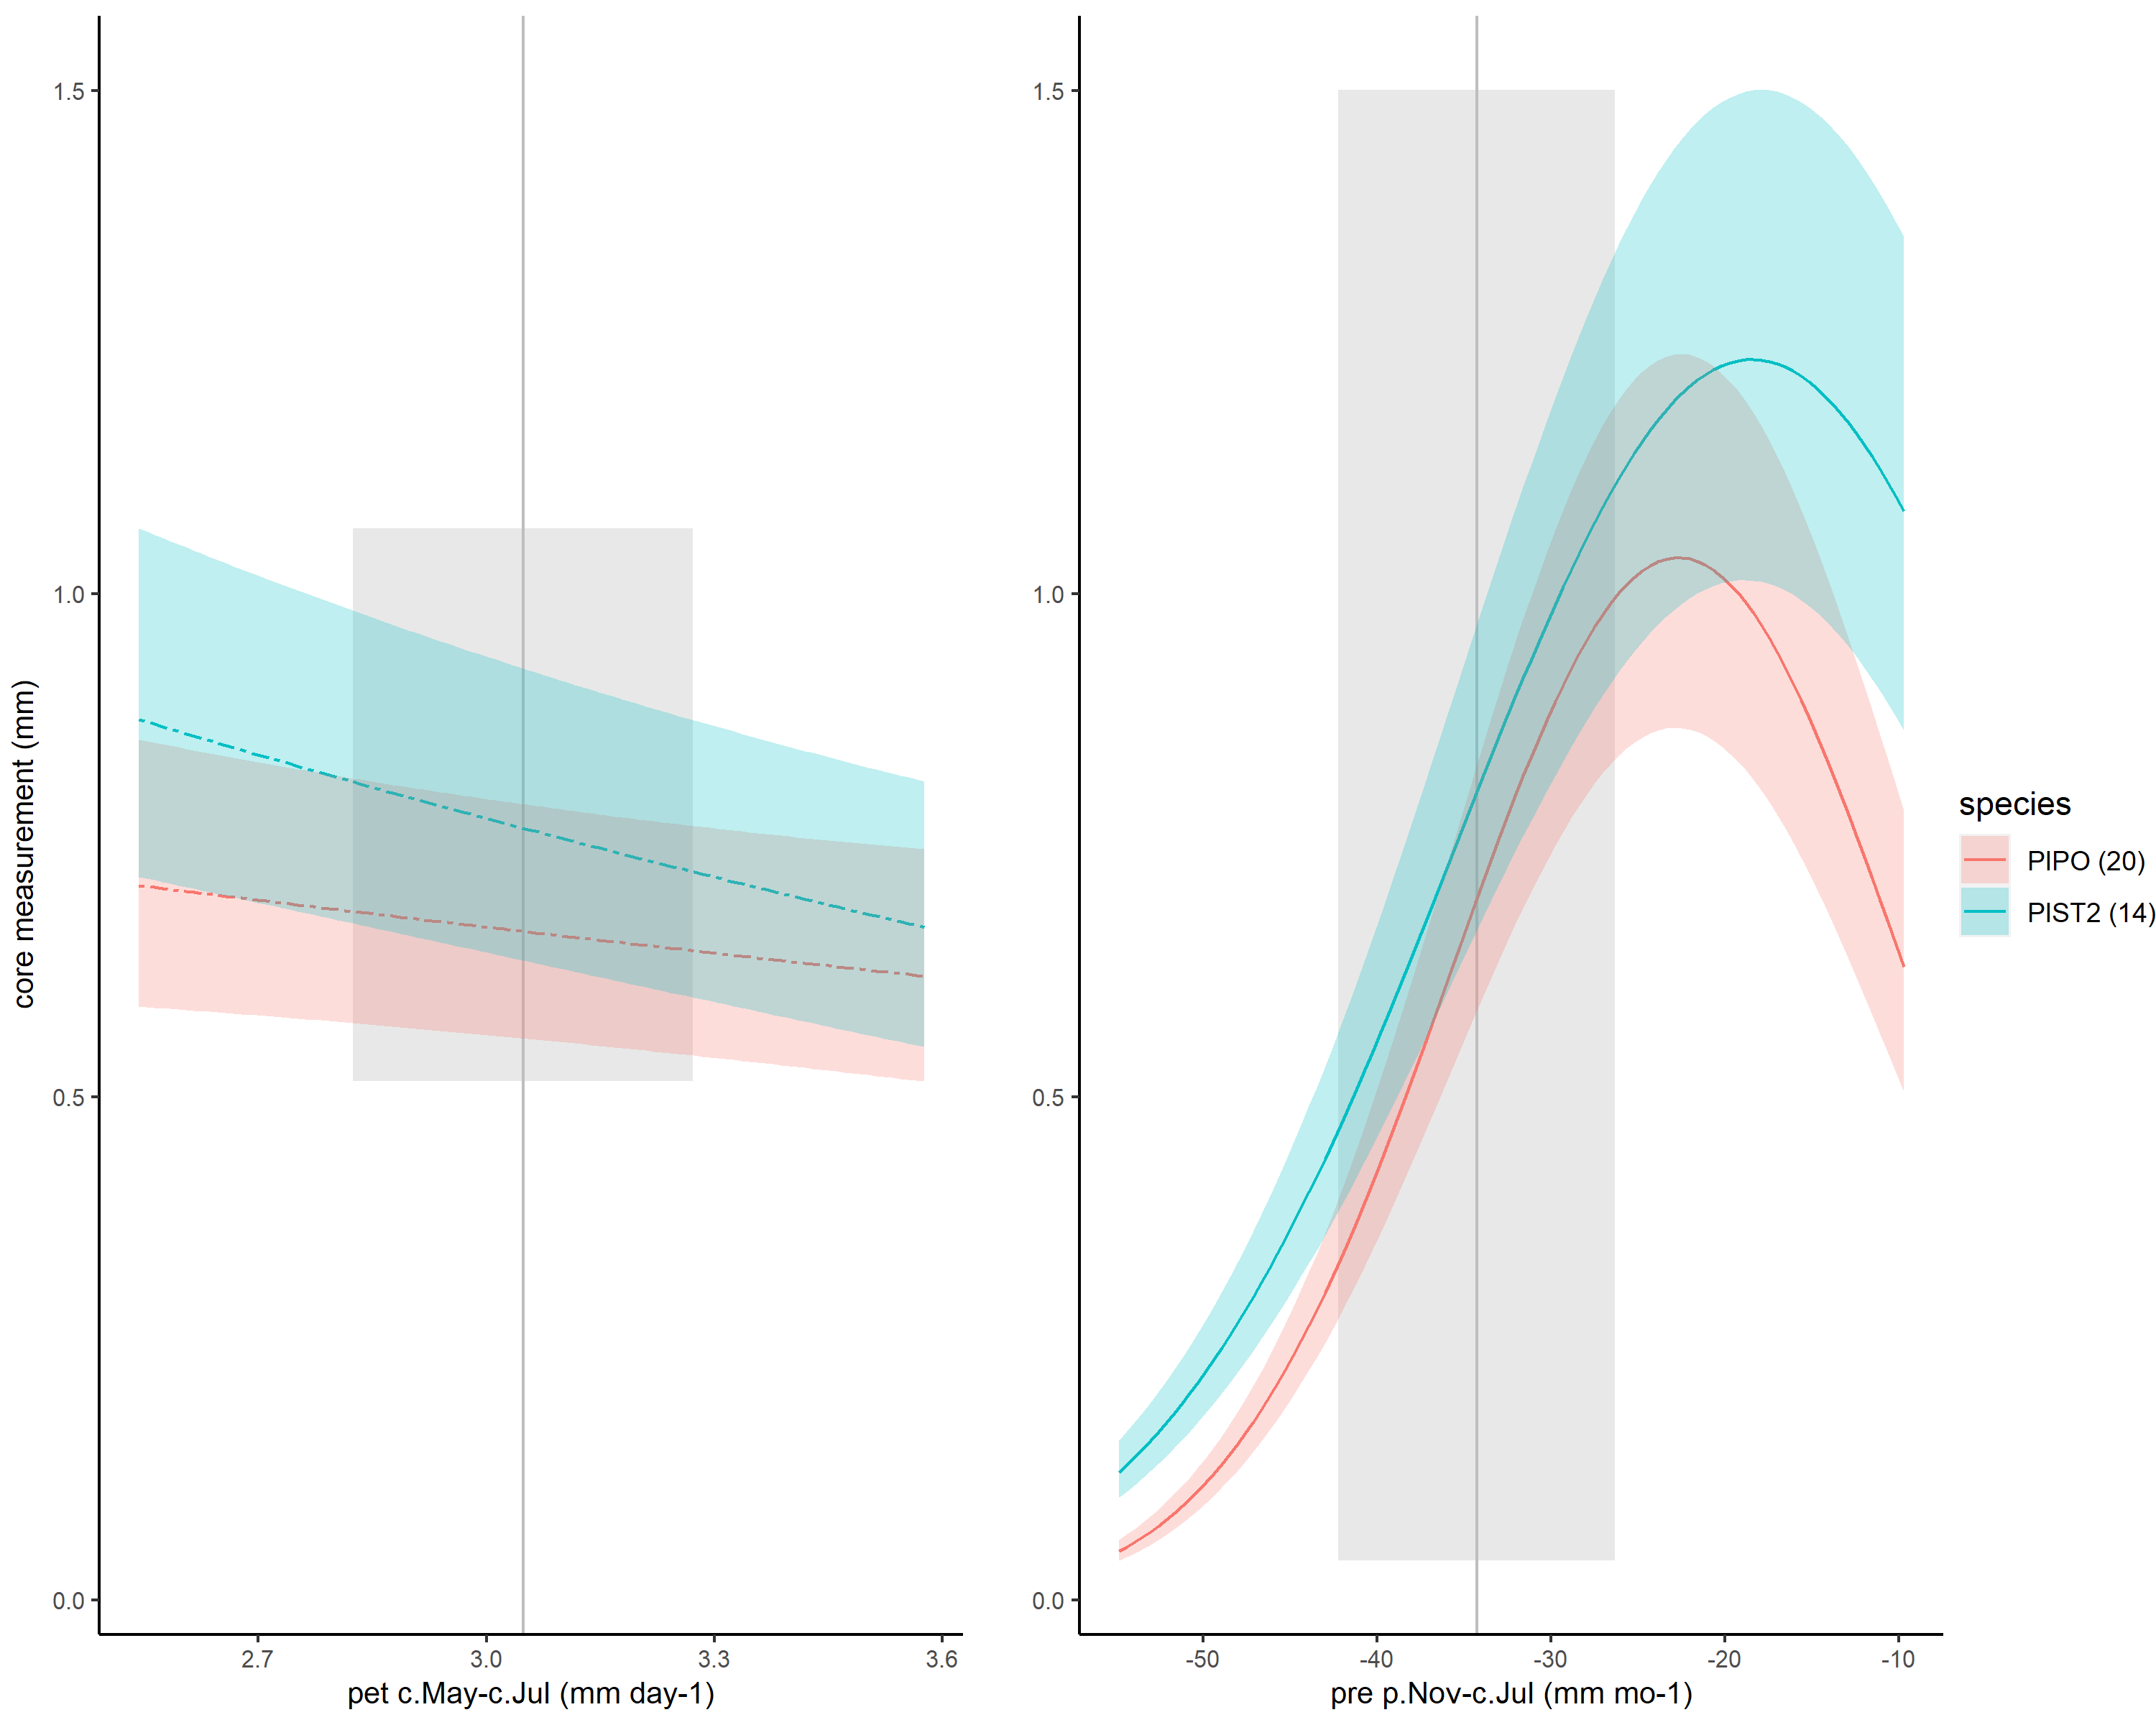 core measurement (mm)
1.5
1.0
0.5
0.0
2.7 3.0 3.3 3.6
pet c.May-c.Jul (mm day-1)
1.5
1.0
0.5
0.0
-50 -40 -30 -20 -10
pre p.Nov-c.Jul (mm mo-1)
species
PIPO (20)
PIST2 (14)